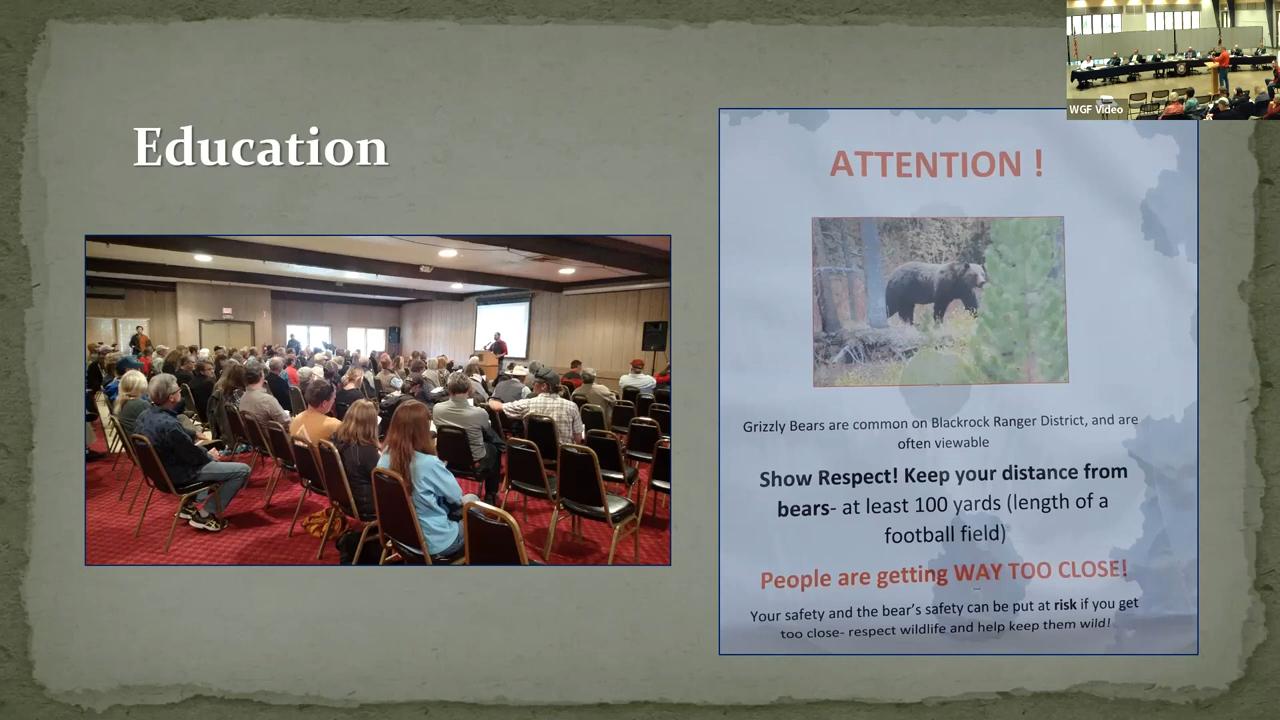 WGF Video
Education
ATTENTION !
Grizzly Bears are common on Blackrock Ranger District, and are
often viewable
Show Respect! Keep your distance from
bears- at least 100 yards (length of a
football field)
People are getting WAY TOO CLOSE!
Your safety and the bear's safety can be put at risk if you get
too close- respect wildlife and help keep them wild!